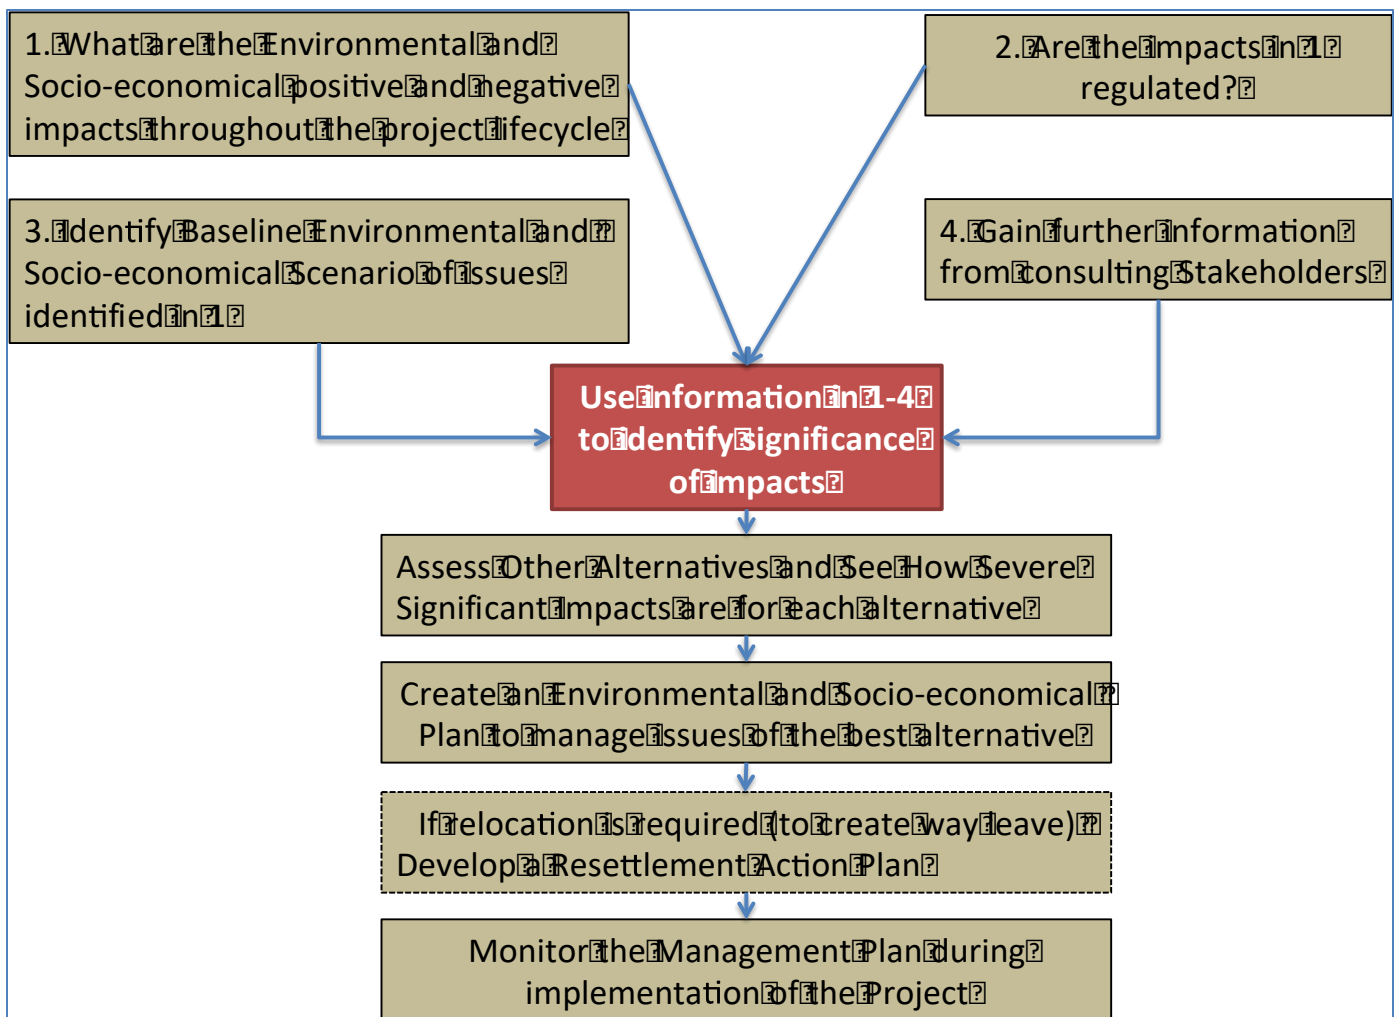 1. What are the Environmental and
Socio-economical positive and negative
impacts throughout the project lifecycle
2. Are the impacts in 1
regulated?
3. Identify Baseline Environmental and
Socio-economical Scenario of issues
identified in 1
4. Gain further information
from consulting Stakeholders
Use information in 1-4
to identify significance
of impacts
Assess Other Alternatives and See How Severe
Significant Impacts are for each alternative
Create an Environmental and Socio-economical
Plan to manage issues of the best alternative
If relocation is required (to create way leave)
Develop a Resettlement Action Plan
Monitor the Management Plan during
implementation of the Project